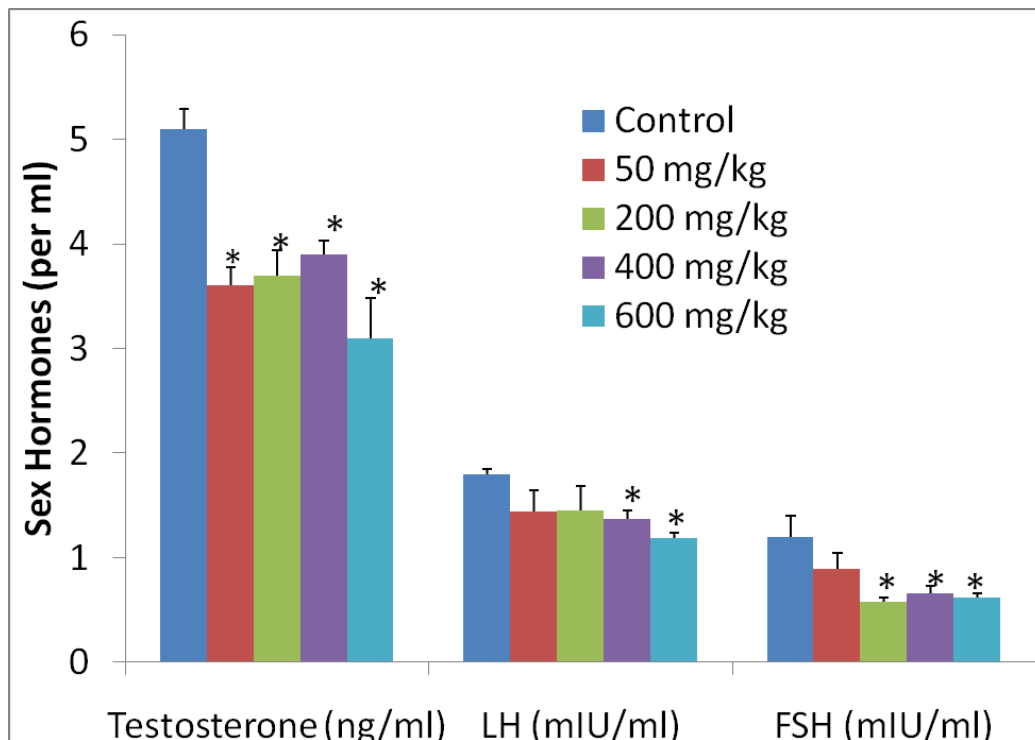 Sex Hormones (per ml)
6
5
4
3
2
1
0
Control
50 mg/kg
200 mg/kg
400 mg/kg
600 mg/kg
* * * *
* *
* * *
Testosterone (ng/ml) LH (mIU/ml) FSH (mIU/ml)